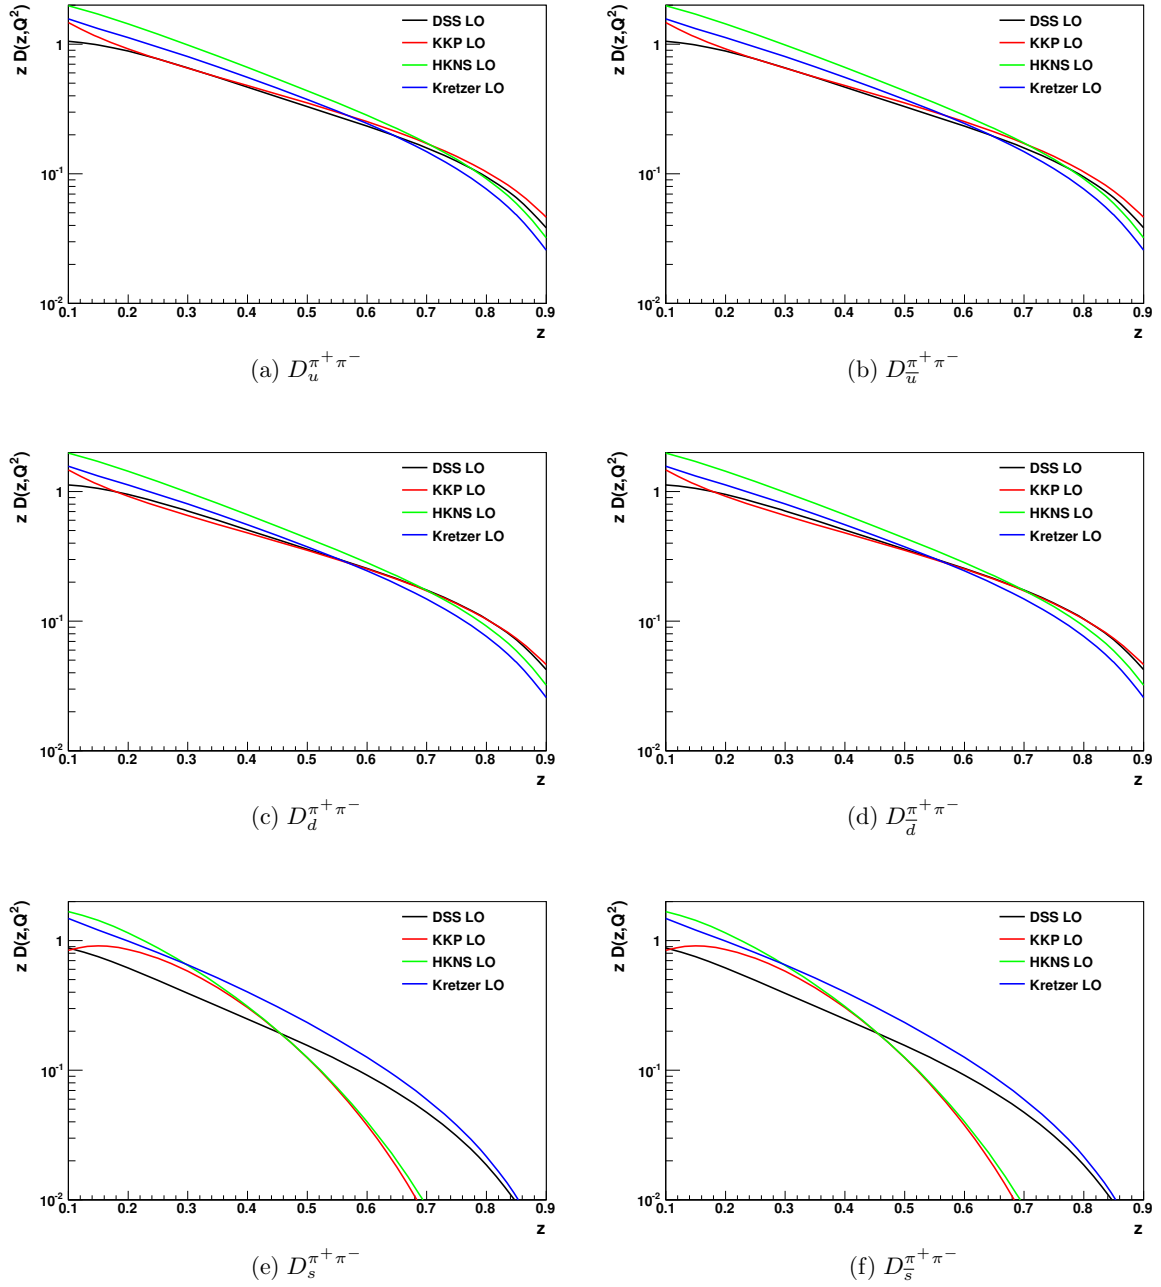 z D(z,Q²)
1
10⁻¹
10⁻²
0.1 0.2 0.3 0.4 0.5 0.6 0.7 0.8 0.9
z
DSS LO
KKP LO
HKNS LO
Kretzer LO
(a) D_u^{π⁺π⁻}
z D(z,Q²)
1
10⁻¹
10⁻²
0.1 0.2 0.3 0.4 0.5 0.6 0.7 0.8 0.9
z
DSS LO
KKP LO
HKNS LO
Kretzer LO
(b) D_{\overline{u}}^{π⁺π⁻}
z D(z,Q²)
1
10⁻¹
10⁻²
0.1 0.2 0.3 0.4 0.5 0.6 0.7 0.8 0.9
z
DSS LO
KKP LO
HKNS LO
Kretzer LO
(c) D_d^{π⁺π⁻}
z D(z,Q²)
1
10⁻¹
10⁻²
0.1 0.2 0.3 0.4 0.5 0.6 0.7 0.8 0.9
z
DSS LO
KKP LO
HKNS LO
Kretzer LO
(d) D_{\overline{d}}^{π⁺π⁻}
z D(z,Q²)
1
10⁻¹
10⁻²
0.1 0.2 0.3 0.4 0.5 0.6 0.7 0.8 0.9
z
DSS LO
KKP LO
HKNS LO
Kretzer LO
(e) D_s^{π⁺π⁻}
z D(z,Q²)
1
10⁻¹
10⁻²
0.1 0.2 0.3 0.4 0.5 0.6 0.7 0.8 0.9
z
DSS LO
KKP LO
HKNS LO
Kretzer LO
(f) D_{\overline{s}}^{π⁺π⁻}